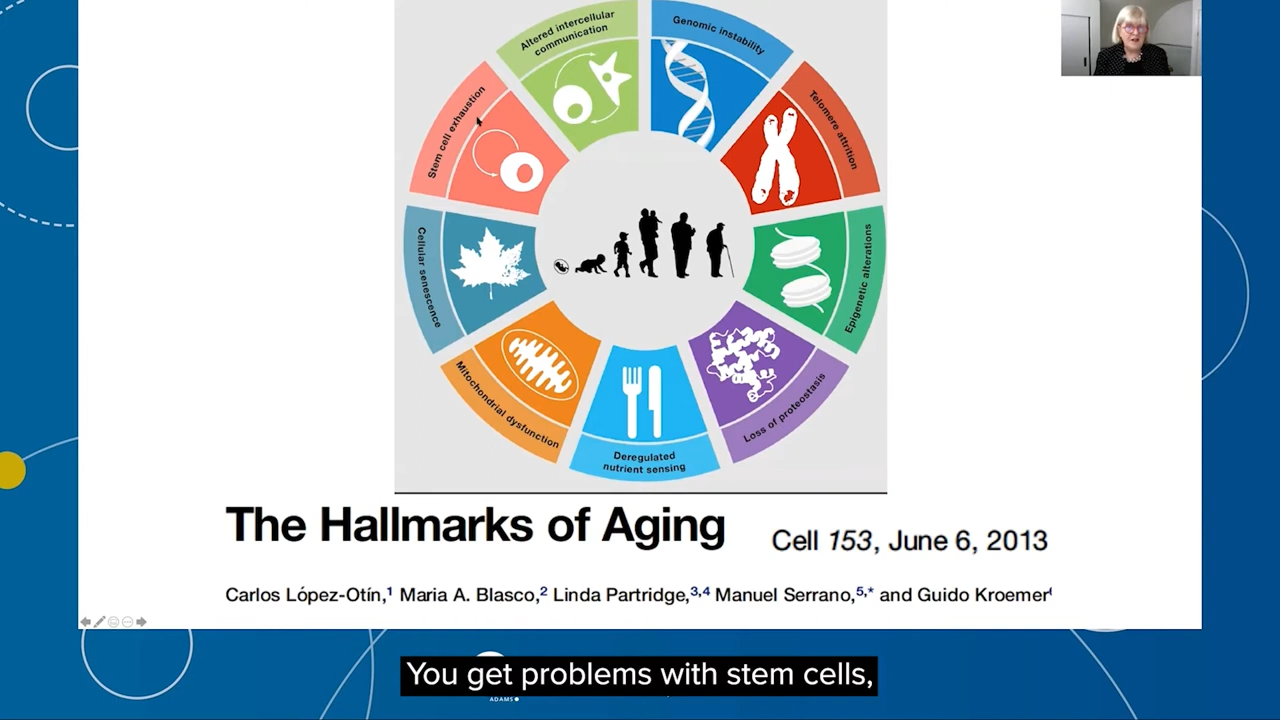 Altered intercellular
communication
Genomic instability
Telomere attrition
Epigenetic alterations
Loss of proteostasis
Deregulated
nutrient sensing
Mitochondrial dysfunction
Cellular senescence
Stem cell exhaustion
The Hallmarks of Aging
Cell 153, June 6, 2013
Carlos López-Otín,1 Maria A. Blasco,2 Linda Partridge,3,4 Manuel Serrano,5,* and Guido Kroemer
You get problems with stem cells,
ADAMS